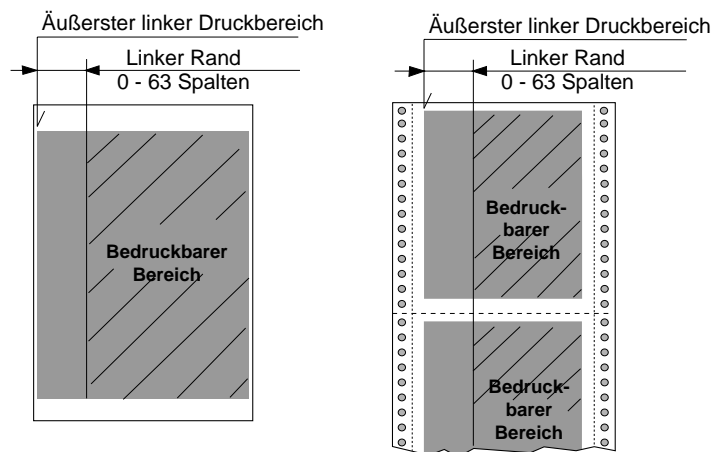 Äußerster linker Druckbereich
Linker Rand
0 - 63 Spalten
Bedruckbarer
Bereich
Äußerster linker Druckbereich
Linker Rand
0 - 63 Spalten
Bedruck-
barer
Bereich
Bedruck-
barer
Bereich